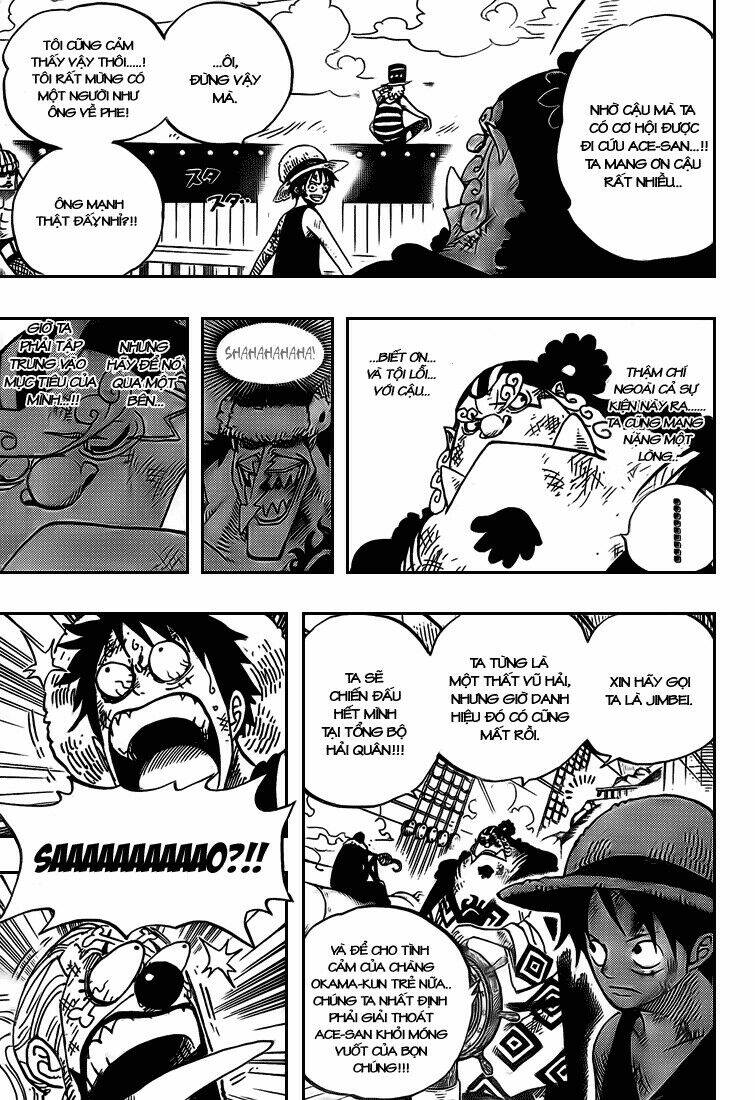 NHỜ CẬU MÀ TA
CÓ CƠ HỘI ĐƯỢC
ĐI CỨU ACE-SAN...!!
TA MANG ƠN CẬU
RẤT NHIỀU..
...ÔI,
ĐỪNG VẬY
MÀ.
TÔI CŨNG CẢM
THẤY VẬY THÔI.....!
TÔI RẤT MỪNG CÓ
MỘT NGƯỜI NHƯ
ÔNG VỀ PHE!
ÔNG MẠNH
THẬT ĐẤY,NHỈ?!!
スタ
スタ..
THẬM CHÍ
NGOÀI CẢ SỰ
KIỆN NÀY RA......
TA CŨNG MANG
NẶNG MỘT
LÒNG..
...BIẾT ƠN...
VÀ TỘI LỖI...
VỚI CẬU...
SHAHAHAHAHA!
NHƯNG
HÃY ĐỂ NÓ
QUA MỘT
BÊN...
GIỜ TA
PHẢI TẬP
TRUNG VÀO
MỤC TIÊU CỦA
MÌNH...!!
XIN HÃY GỌI
TA LÀ JIMBEI.
TA TỪNG LÀ
MỘT THẤT VŨ HẢI,
NHƯNG GIỜ DANH
HIỆU ĐÓ CÓ CŨNG
MẤT RỒI.
TA SẼ
CHIẾN ĐẤU
HẾT MÌNH
TẠI TỔNG BỘ
HẢI QUÂN!!!
VÀ ĐỂ CHO TÌNH
CẢM CỦA CHÁNG
OKAMA-KUN TRẺ NỮA..
CHÚNG TA NHẤT ĐỊNH
PHẢI GIẢI THOÁT
ACE-SAN KHỎI MÓNG
VUỐT CỦA BỌN
CHÚNG!!!
SAAAAAAAAAAO?!!